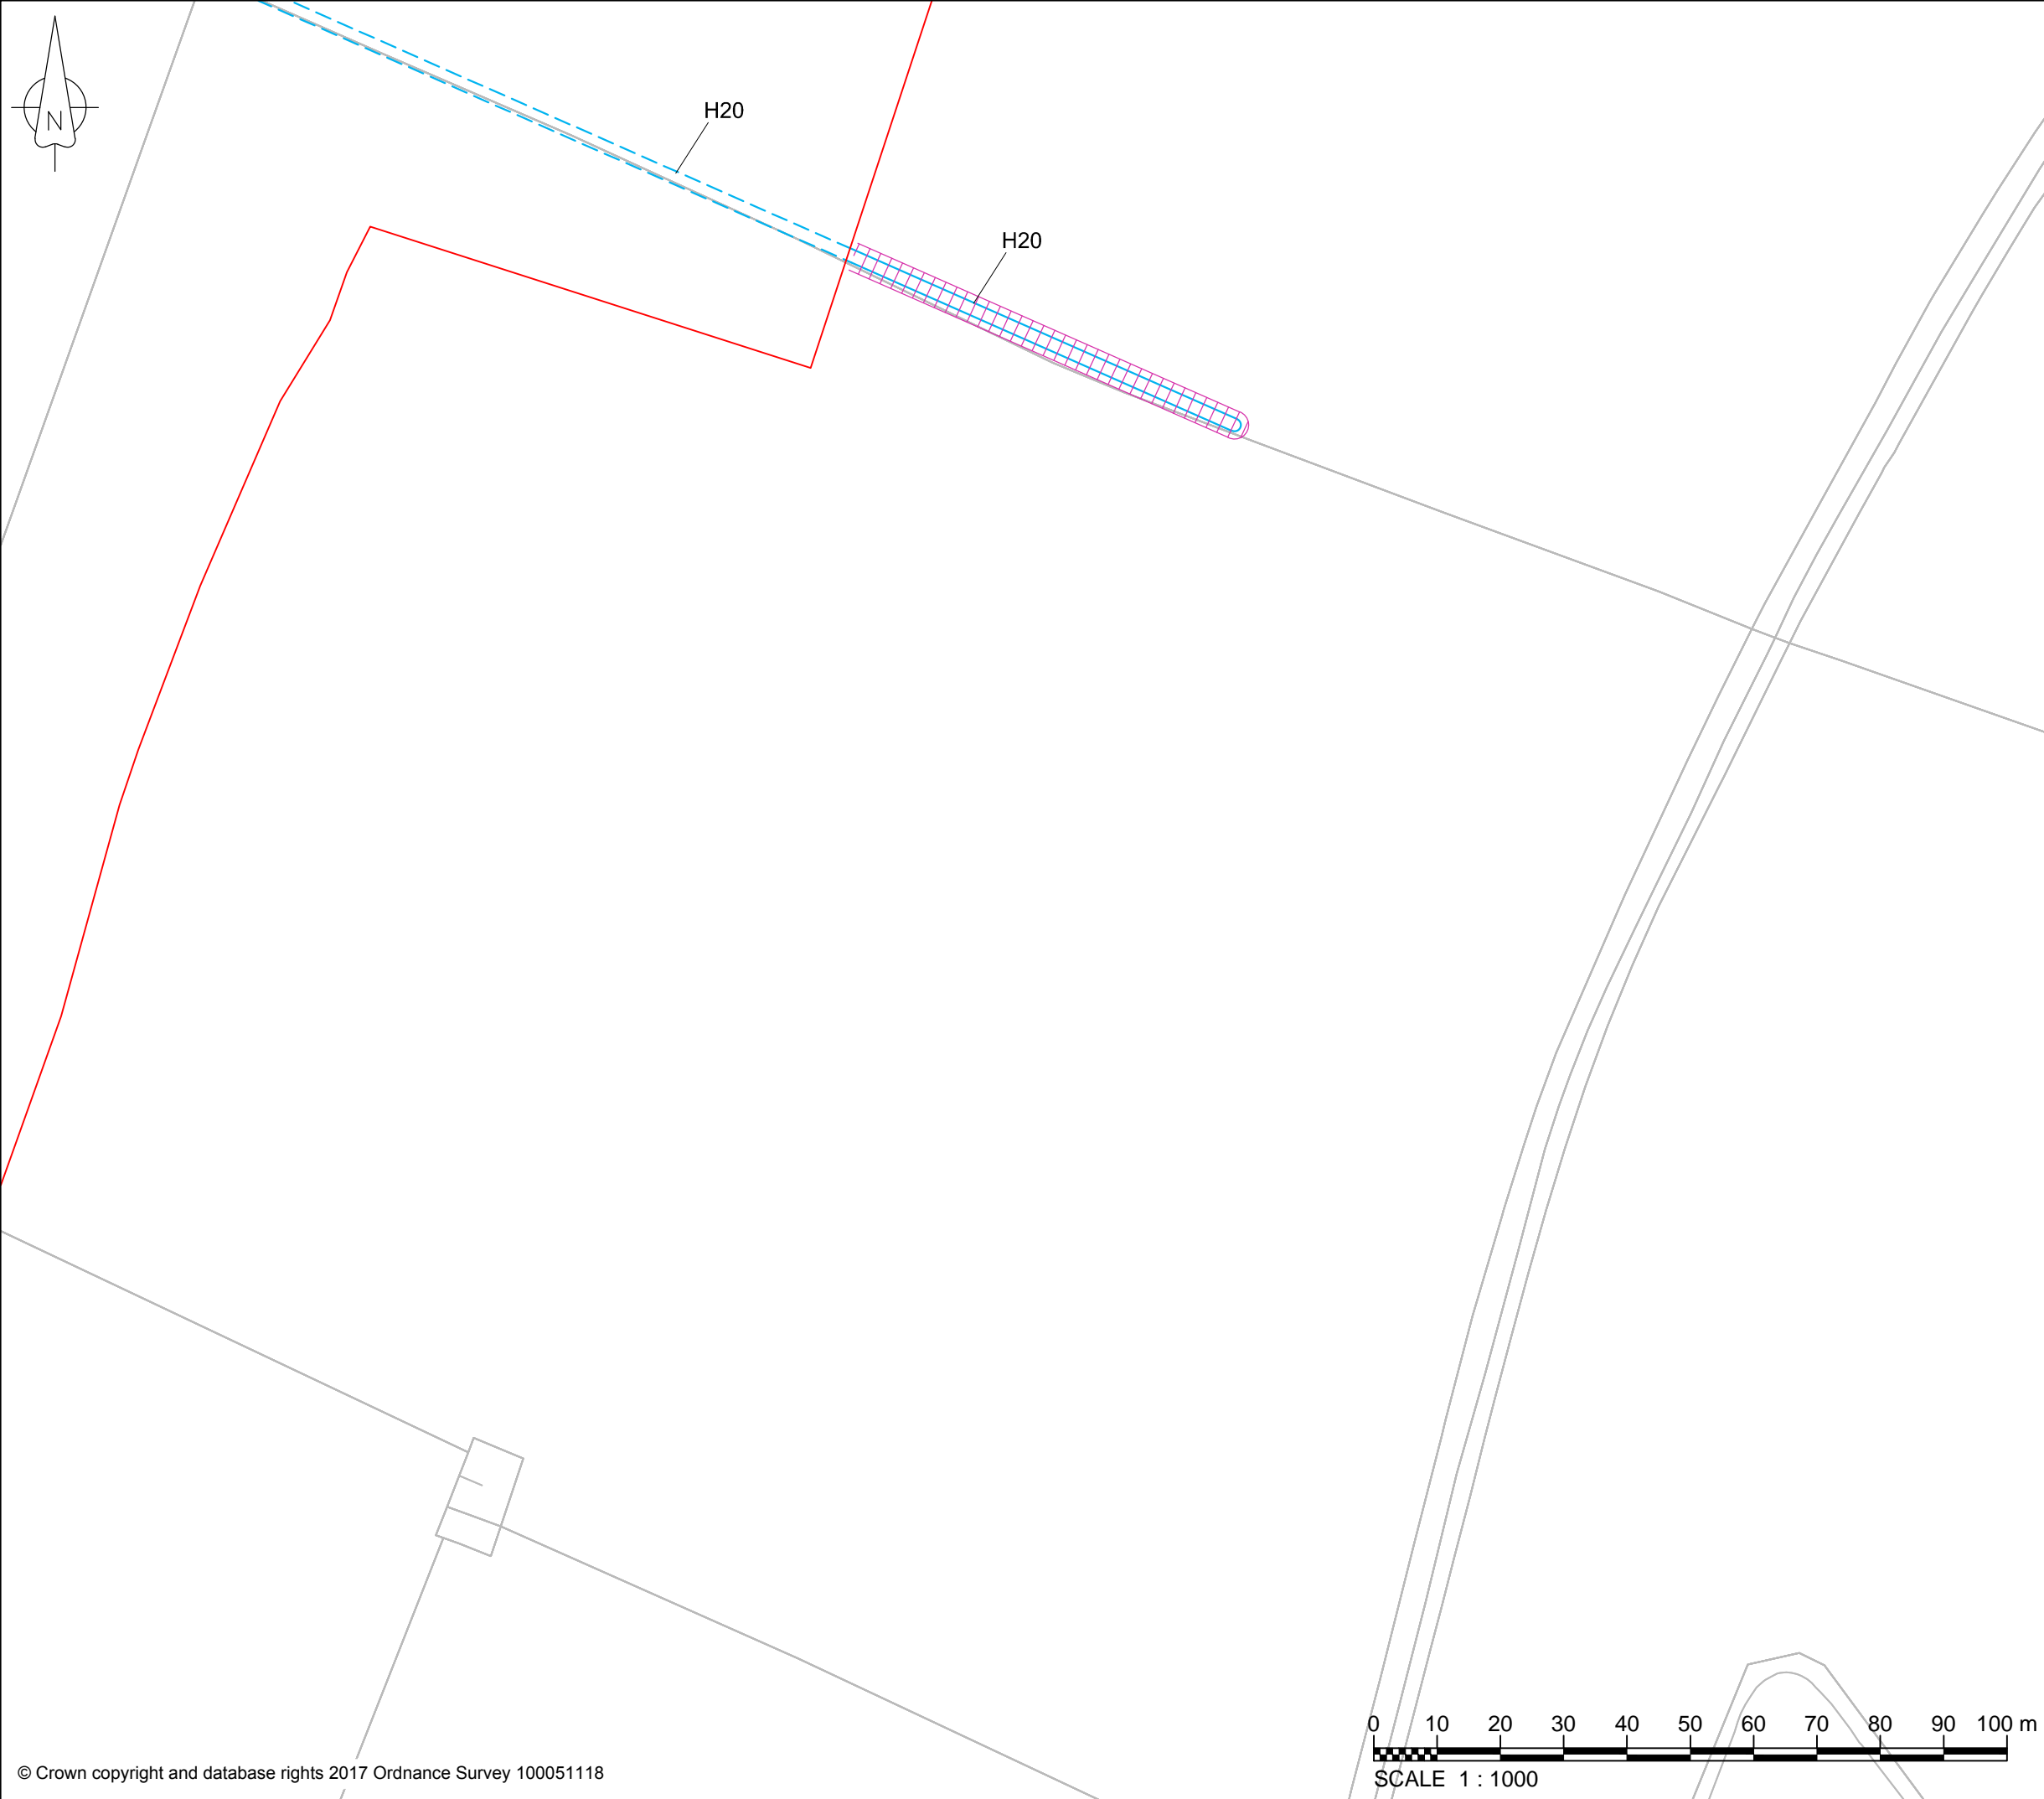 N
H20
H20
0 10 20 30 40 50 60 70 80 90 100 m
SCALE 1 : 1000
© Crown copyright and database rights 2017 Ordnance Survey 100051118